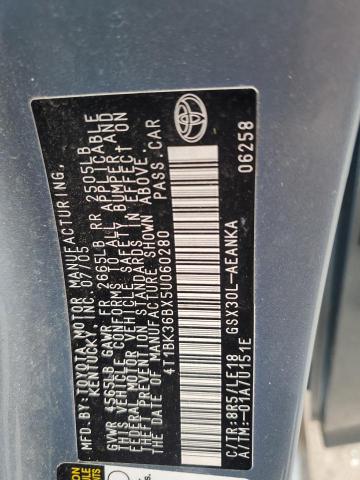 MFD.BY:TOYOTA MOTOR MANUFACTURING,
KENTUCKY, INC. 07/05
GVWR 4565LB GAWR FR 2665LB RR 2505LB
THIS VEHICLE CONFORMS TO ALL APPLICABLE
FEDERAL MOTOR VEHICLE SAFETY, BUMPER, AND
THEFT PREVENTION STANDARDS IN EFFECT ON
THE DATE OF MANUFACTURE SHOWN ABOVE.
4T1BK36BX5U060280 PASS.CAR
C/TR:8R5/LE18 GSX30L-AEANKA
A/TM:-01A/U151E 06258